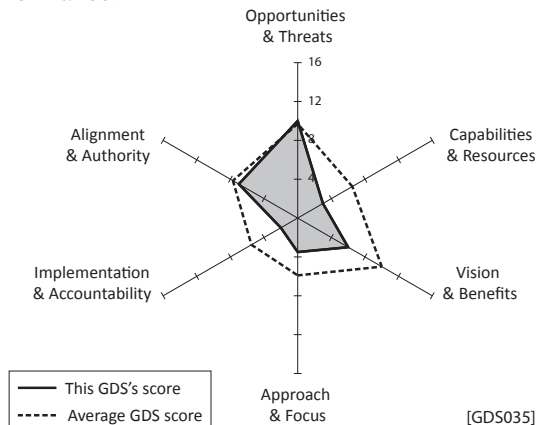 Opportunities
& Threats
16
12
8
4
Alignment
& Authority
Capabilities
& Resources
Implementation
& Accountability
Vision
& Benefits
Approach
& Focus
This GDS's score
Average GDS score
[GDS035]